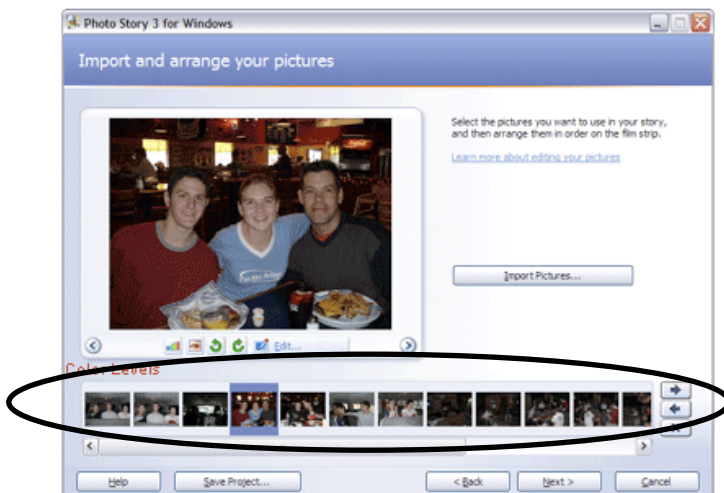 Photo Story 3 for Windows
Import and arrange your pictures
Select the pictures you want to use in your story,
and then arrange them in order on the film strip.
Learn more about editing your pictures
Import Pictures...
Edit...
Color Levels
Help
Save Project...
< Back
Next >
Cancel